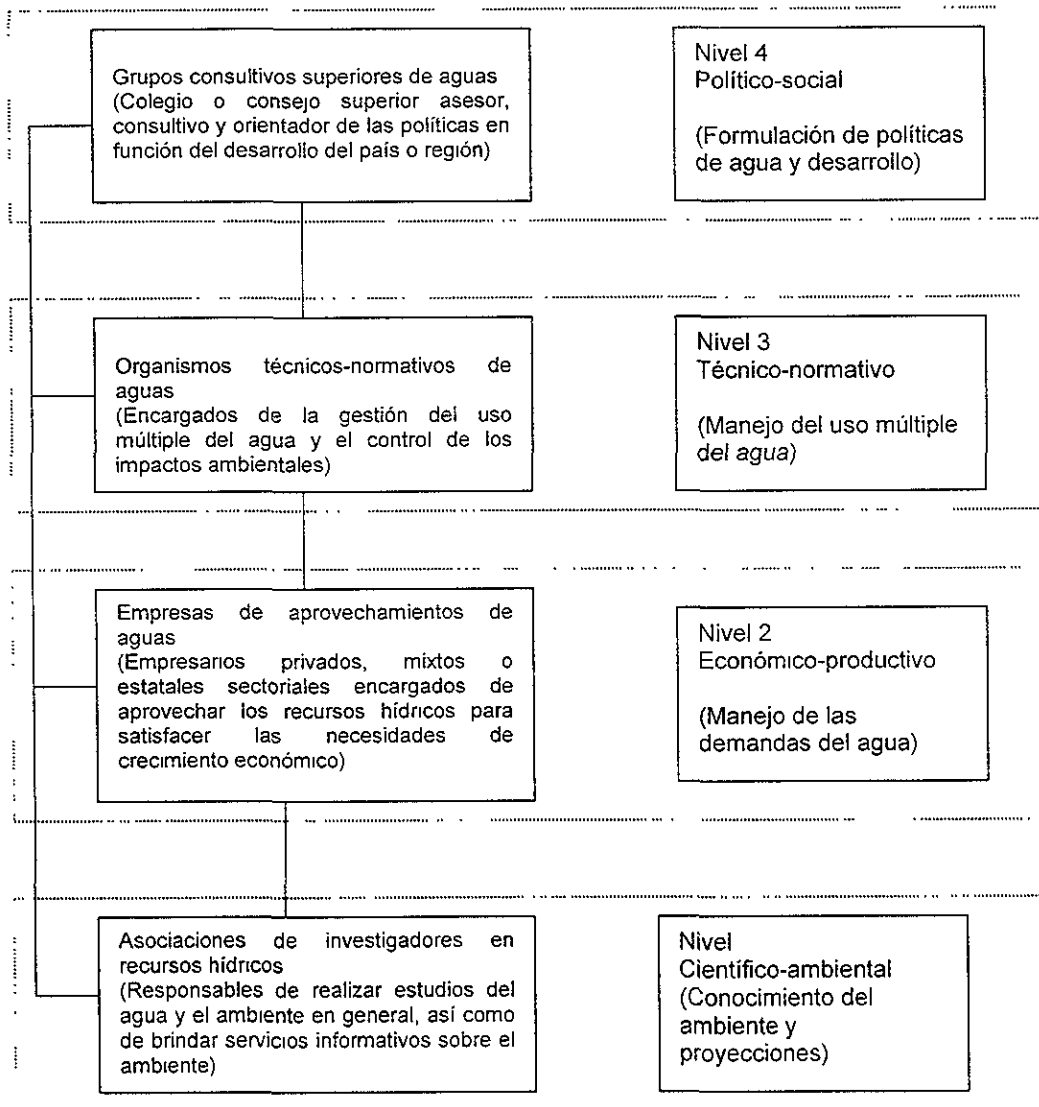 Grupos consultivos superiores de aguas
(Colegio o consejo superior asesor,
consultivo y orientador de las políticas en
función del desarrollo del país o región)
Nivel 4
Político-social
(Formulación de políticas
de agua y desarrollo)
Organismos técnicos-normativos de
aguas
(Encargados de la gestión del uso
múltiple del agua y el control de los
impactos ambientales)
Nivel 3
Técnico-normativo
(Manejo del uso múltiple
del agua)
Empresas de aprovechamientos de
aguas
(Empresarios privados, mixtos o
estatales sectoriales encargados de
aprovechar los recursos hídricos para
satisfacer las necesidades de
crecimiento económico)
Nivel 2
Económico-productivo
(Manejo de las
demandas del agua)
Asociaciones de investigadores en
recursos hídricos
(Responsables de realizar estudios del
agua y el ambiente en general, así como
de brindar servicios informativos sobre el
ambiente)
Nivel
Científico-ambiental
(Conocimiento del
ambiente y
proyecciones)